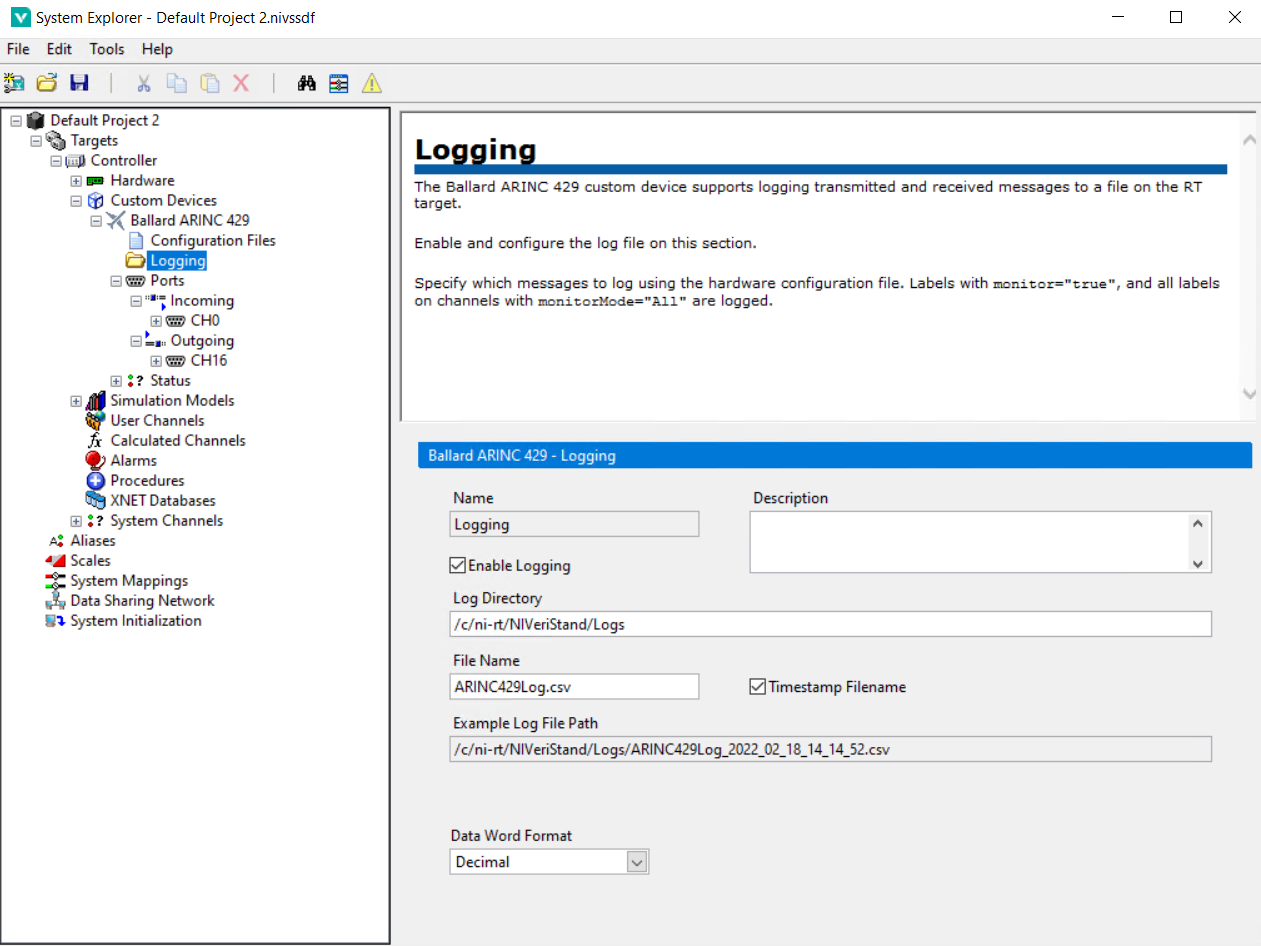 System Explorer - Default Project 2.nivssdf
File Edit Tools Help
Default Project 2
Targets
Controller
Hardware
Custom Devices
Ballard ARINC 429
Configuration Files
Logging
Ports
Incoming
CH0
Outgoing
CH16
Status
Simulation Models
User Channels
fx Calculated Channels
Alarms
Procedures
XNET Databases
System Channels
Aliases
Scales
System Mappings
Data Sharing Network
System Initialization
Logging
The Ballard ARINC 429 custom device supports logging transmitted and received messages to a file on the RT
target.
Enable and configure the log file on this section.
Specify which messages to log using the hardware configuration file. Labels with monitor="true", and all labels
on channels with monitorMode="All" are logged.
Ballard ARINC 429 - Logging
Name
Description
Logging
Enable Logging
Log Directory
/c/ni-rt/NIVeriStand/Logs
File Name
ARINC429Log.csv
Timestamp Filename
Example Log File Path
/c/ni-rt/NIVeriStand/Logs/ARINC429Log_2022_02_18_14_14_52.csv
Data Word Format
Decimal